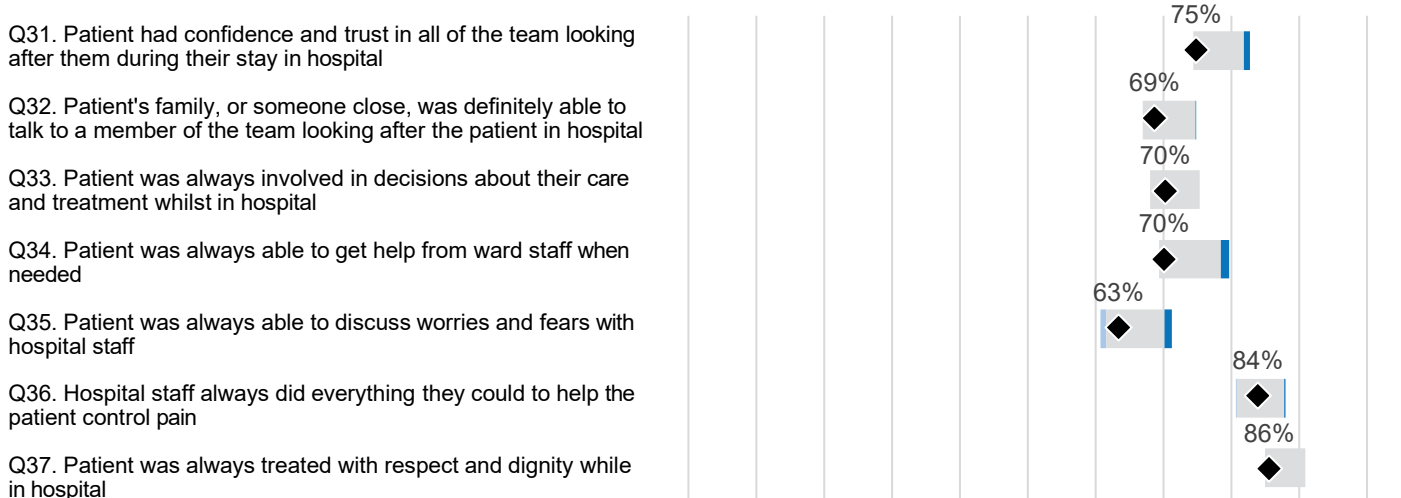 75%
Q31. Patient had confidence and trust in all of the team looking
after them during their stay in hospital
69%
Q32. Patient's family, or someone close, was definitely able to
talk to a member of the team looking after the patient in hospital
70%
Q33. Patient was always involved in decisions about their care
and treatment whilst in hospital
70%
Q34. Patient was always able to get help from ward staff when
needed
63%
Q35. Patient was always able to discuss worries and fears with
hospital staff
84%
Q36. Hospital staff always did everything they could to help the
patient control pain
86%
Q37. Patient was always treated with respect and dignity while
in hospital